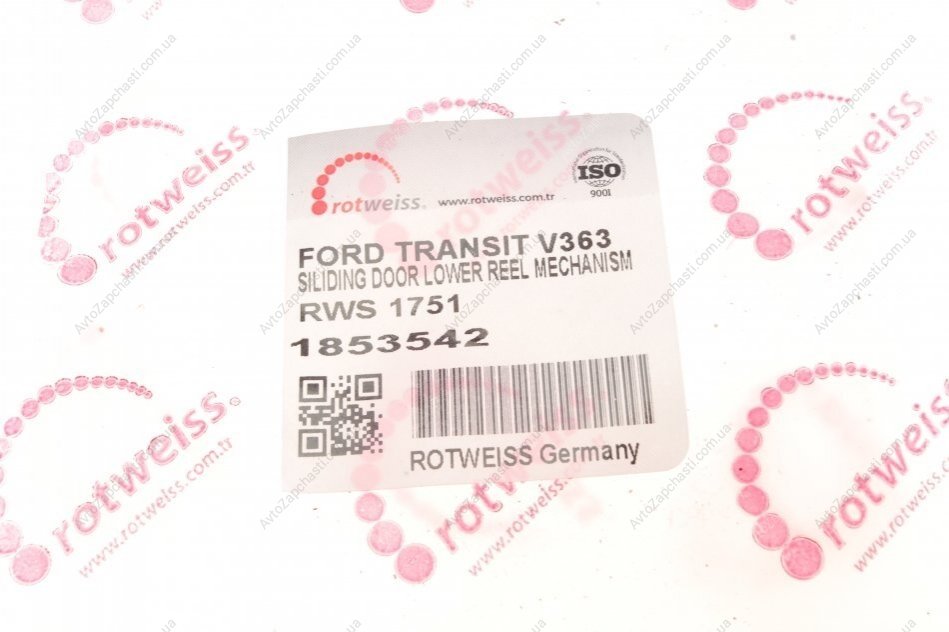 rotweiss.
www.rotweiss.com.tr
ISO
9001
FORD TRANSIT V363
SILIDING DOOR LOWER REEL MECHANISM
RWS 1751
1853542
ROTWEISS Germany
rotweiss.
www.rotweiss.com.tr
AvtoZapchasti.com.ua